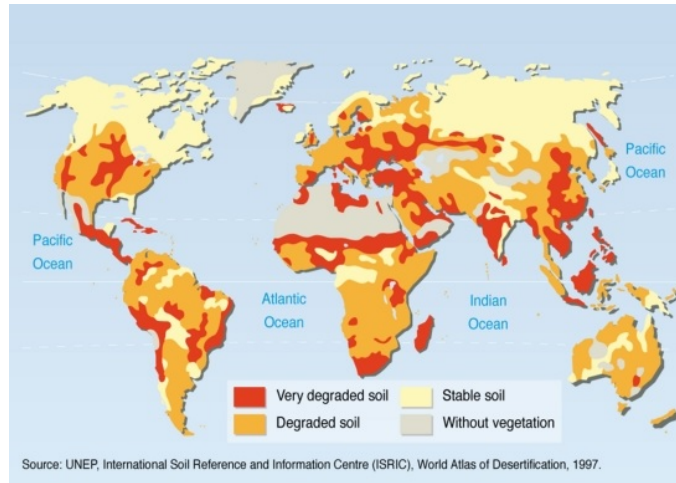 Pacific
Ocean
Pacific
Ocean
Atlantic
Ocean
Indian
Ocean
Very degraded soil
Stable soil
Degraded soil
Without vegetation
Source: UNEP, International Soil Reference and Information Centre (ISRIC), World Atlas of Desertification, 1997.